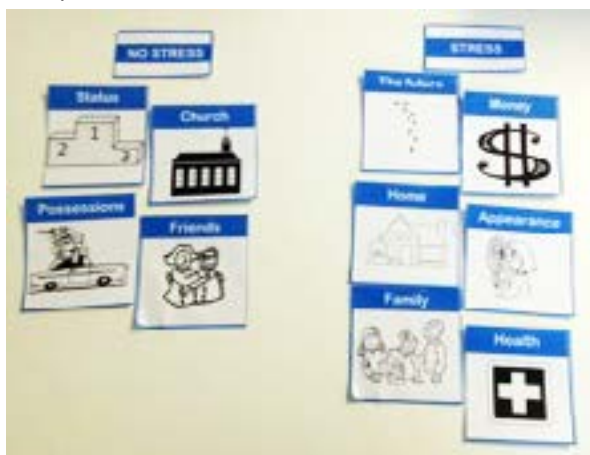 NO STRESS
Status
1
2
3
Church
Possessions
Friends
STRESS
The future
Money
$
Home
Appearance
Family
Health